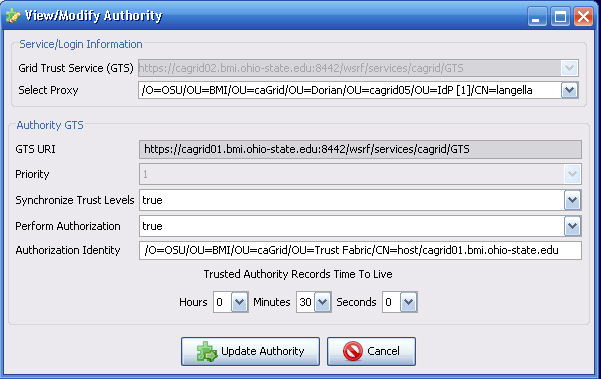 View/Modify Authority
Service/Login Information
Grid Trust Service (GTS) https://cagrid02.bmi.ohio-state.edu:8442/wsrf/services/cagrid/GTS
Select Proxy /O=OSU/OU=BMI/OU=caGrid/OU=Dorian/OU=cagrid05/OU=IdP [1]/CN=langella
Authority GTS
GTS URI https://cagrid01.bmi.ohio-state.edu:8442/wsrf/services/cagrid/GTS
Priority 1
Synchronize Trust Levels true
Perform Authorization true
Authorization Identity /O=OSU/OU=BMI/OU=caGrid/OU=Trust Fabric/CN=host/cagrid01.bmi.ohio-state.edu
Trusted Authority Records Time To Live
Hours 0 Minutes 30 Seconds 0
Update Authority Cancel